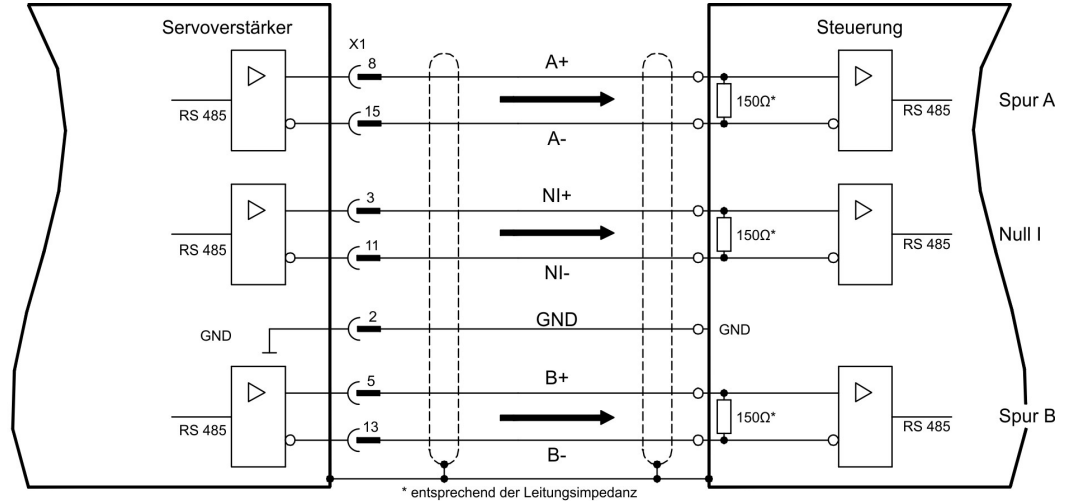 Servoverstärker
Steuerung
X1
8
A+
RS 485
150Ω*
RS 485
Spur A
15
A-
3
NI+
RS 485
150Ω*
RS 485
Null I
11
NI-
GND
2
GND
GND
5
B+
RS 485
150Ω*
RS 485
Spur B
13
B-
* entsprechend der Leitungsimpedanz